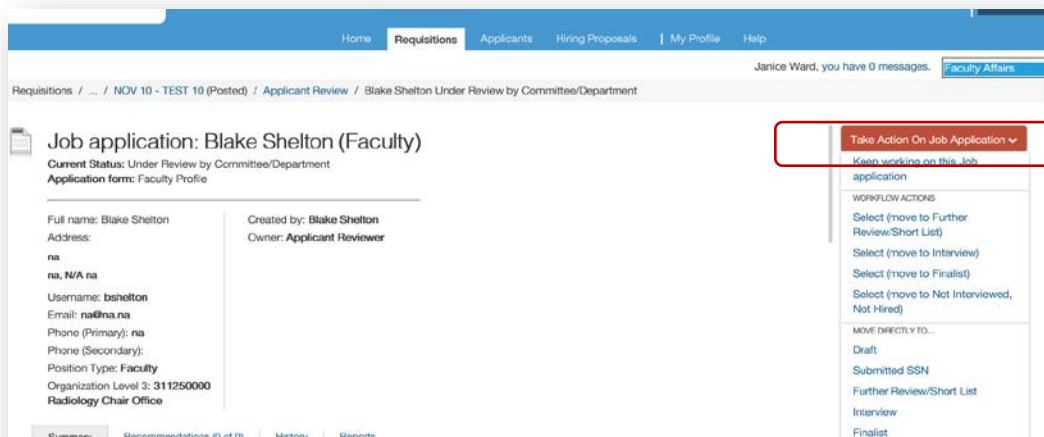 Home Requisitions Applicants Hiring Proposals | My Profile Help
Janice Ward, you have 0 messages. Faculty Affairs
Requisitions / ... / NOV 10 - TEST 10 (Posted) / Applicant Review / Blake Shelton Under Review by Committee/Department
Job application: Blake Shelton (Faculty)
Current Status: Under Review by Committee/Department
Application form: Faculty Profile
Full name: Blake Shelton
Address:
na
na, N/A na
Username: bshelton
Email: na@na.na
Phone (Primary): na
Phone (Secondary):
Position Type: Faculty
Organization Level 3: 311250000
Radiology Chair Office
Created by: Blake Shelton
Owner: Applicant Reviewer
Take Action On Job Application
Keep working on this Job
application
WORKFLOW ACTIONS
Select (move to Further
Review/Short List)
Select (move to Interview)
Select (move to Finalist)
Select (move to Not Interviewed,
Not Hired)
MOVE DIRECTLY TO...
Draft
Submitted SSN
Further Review/Short List
Interview
Finalist
Summary Recommendations (0 of 0) History Reports